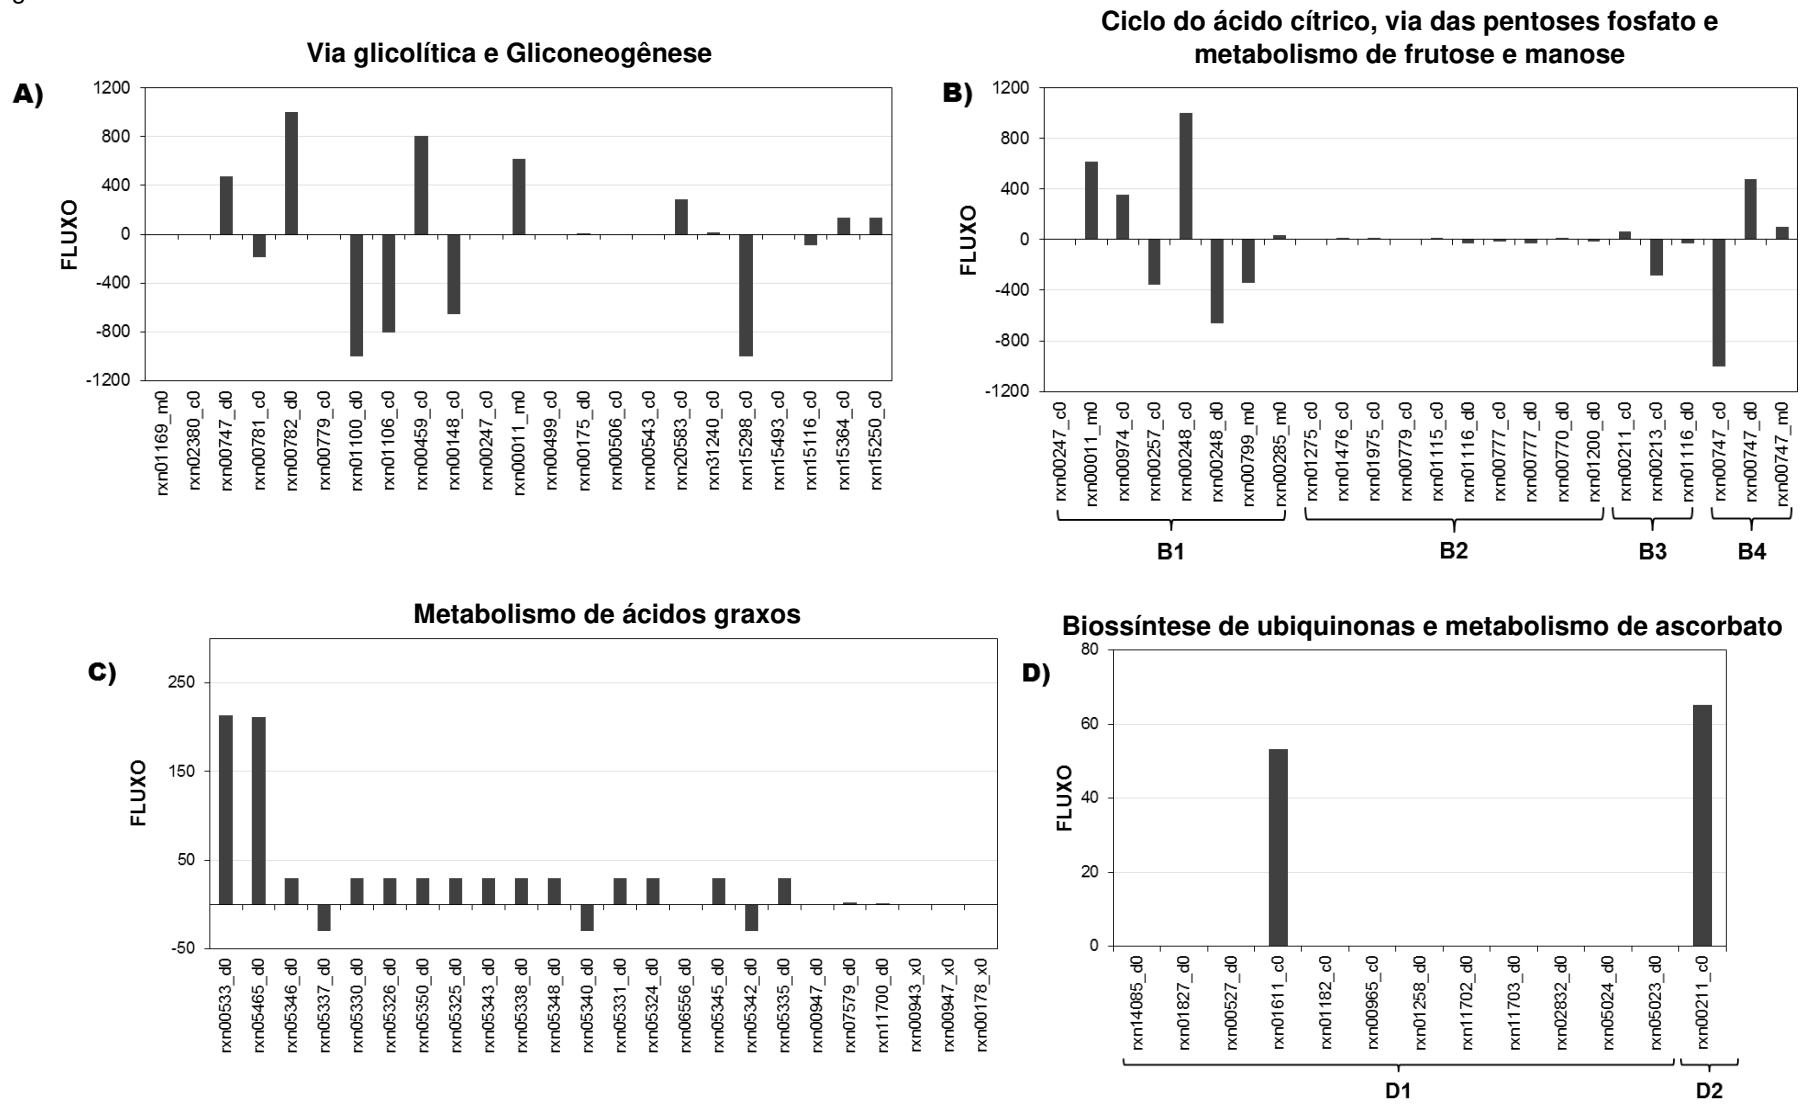 Via glicolítica e Gliconeogênese
A)
1200
800
400
0
-400
-800
-1200
FLUXO
rxn01169_m0
rxn02380_c0
rxn00747_d0
rxn00781_c0
rxn00782_d0
rxn00779_c0
rxn01100_d0
rxn01106_c0
rxn00459_c0
rxn00148_c0
rxn00247_c0
rxn00011_m0
rxn00499_c0
rxn00175_d0
rxn00506_c0
rxn00543_c0
rxn20583_c0
rxn31240_c0
rxn15298_c0
rxn15493_c0
rxn15116_c0
rxn15364_c0
rxn15250_c0
Ciclo do ácido cítrico, via das pentoses fosfato e
metabolismo de frutose e manose
B)
1200
800
400
0
-400
-800
-1200
FLUXO
rxn00247_c0
rxn00011_m0
rxn00974_c0
rxn00257_c0
rxn00248_c0
rxn00248_d0
rxn00799_m0
rxn00285_m0
rxn01275_c0
rxn01476_c0
rxn01975_c0
rxn00779_c0
rxn01115_c0
rxn01116_d0
rxn00777_c0
rxn00777_d0
rxn00770_d0
rxn01200_d0
rxn00211_c0
rxn00213_c0
rxn01116_d0
rxn00747_c0
rxn00747_d0
rxn00747_m0
B1
B2
B3
B4
Metabolismo de ácidos graxos
C)
250
150
50
-50
FLUXO
rxn00533_d0
rxn05465_d0
rxn05346_d0
rxn05337_d0
rxn05330_d0
rxn05326_d0
rxn05350_d0
rxn05325_d0
rxn05343_d0
rxn05338_d0
rxn05348_d0
rxn05340_d0
rxn05331_d0
rxn05324_d0
rxn06556_d0
rxn05345_d0
rxn05342_d0
rxn05335_d0
rxn00947_d0
rxn07579_d0
rxn11700_d0
rxn00943_x0
rxn00947_x0
rxn00178_x0
Biossíntese de ubiquinonas e metabolismo de ascorbato
D)
80
60
40
20
0
FLUXO
rxn14085_d0
rxn01827_d0
rxn00527_d0
rxn01611_c0
rxn01182_c0
rxn00965_c0
rxn01258_d0
rxn11702_d0
rxn11703_d0
rxn02832_d0
rxn05024_d0
rxn05023_d0
rxn00211_c0
D1
D2